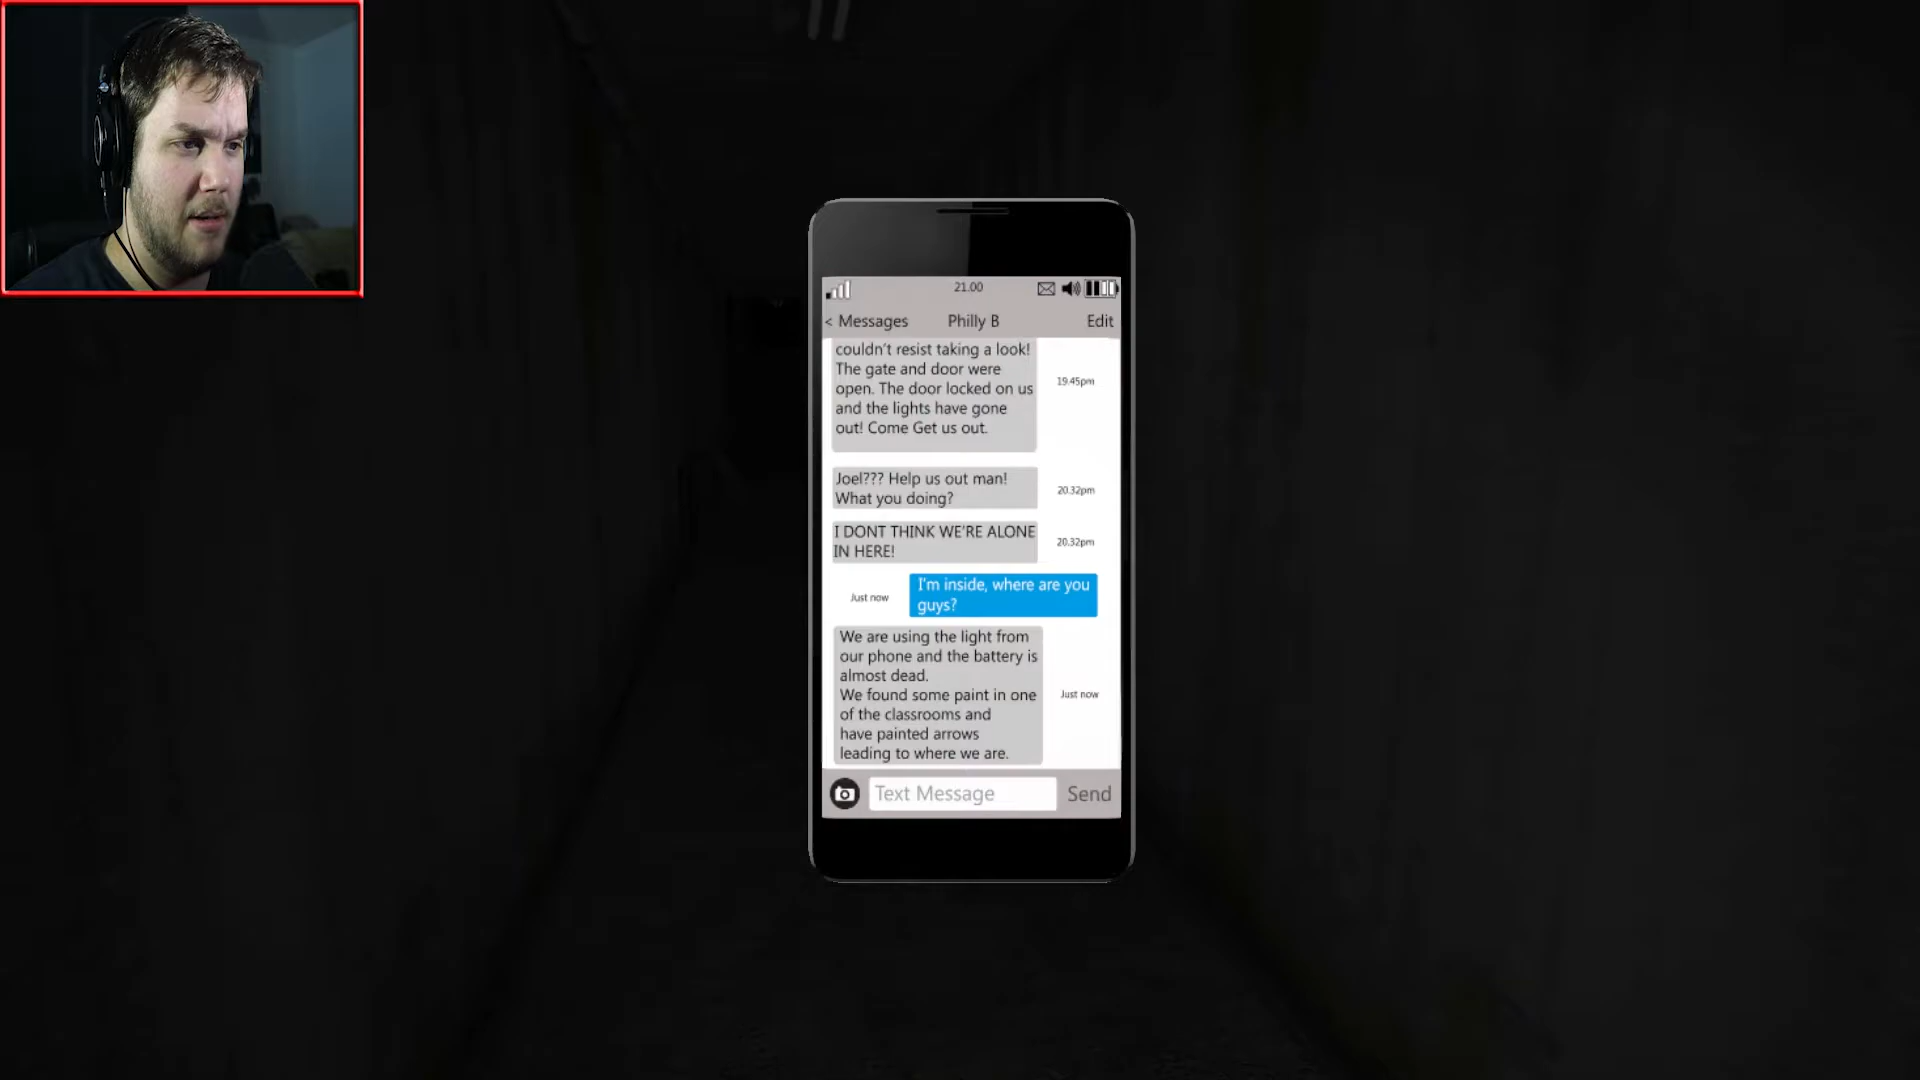 21.00
< Messages Philly B Edit
couldn't resist taking a look!
The gate and door were
open. The door locked on us
and the lights have gone
out! Come Get us out.
19.45pm
Joel??? Help us out man!
What you doing?
20.32pm
I DONT THINK WE'RE ALONE
IN HERE!
20.32pm
Just now
I'm inside, where are you
guys?
We are using the light from
our phone and the battery is
almost dead.
We found some paint in one
of the classrooms and
have painted arrows
leading to where we are.
Just now
Text Message Send